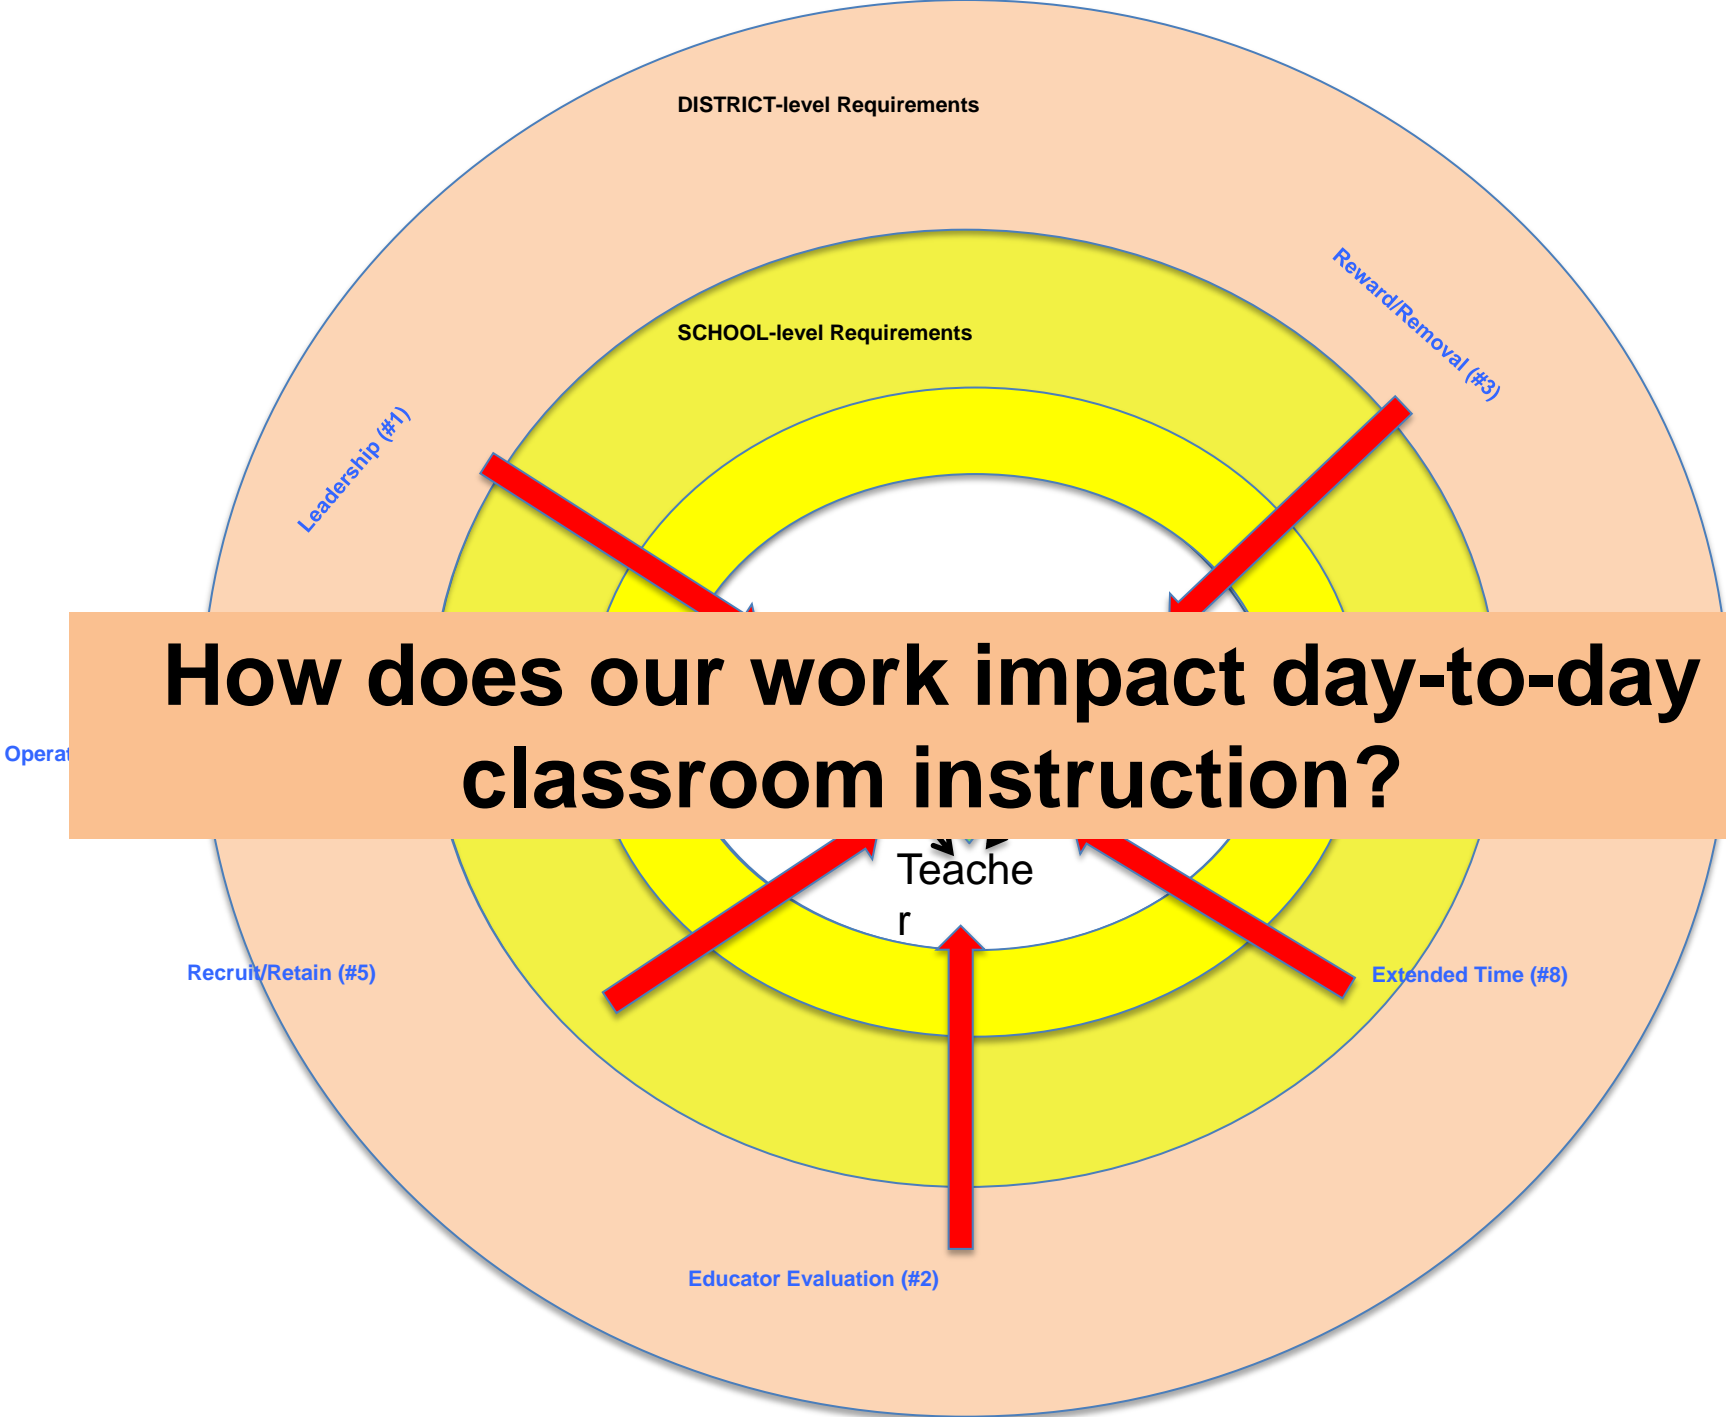 DISTRICT-level Requirements
Reward/Removal (#3)
SCHOOL-level Requirements
Leadership (#1)
How does our work impact day-to-day
classroom instruction?
Teache
r
Recruit/Retain (#5)
Extended Time (#8)
Educator Evaluation (#2)